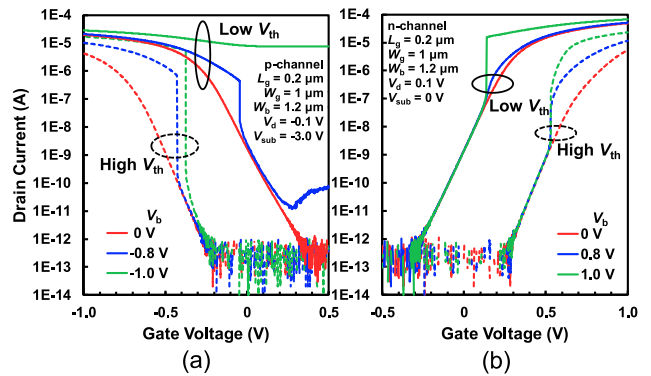 1E-3
1E-4
1E-5
1E-6
1E-7
1E-8
1E-9
1E-10
1E-11
1E-12
1E-13
1E-14
Drain Current (A)
Low Vth
p-channel
Lg = 0.2 µm
Wg = 1 µm
Wb = 1.2 µm
Vd = -0.1 V
Vsub = -3.0 V
High Vth
Vb
0 V
-0.8 V
-1.0 V
-1.0
-0.5
0
0.5
Gate Voltage (V)
(a)
1E-3
1E-4
1E-5
1E-6
1E-7
1E-8
1E-9
1E-10
1E-11
1E-12
1E-13
1E-14
n-channel
Lg = 0.2 µm
Wg = 1 µm
Wb = 1.2 µm
Vd = 0.1 V
Vsub = 0 V
Low Vth
High Vth
Vb
0 V
0.8 V
1.0 V
-0.5
0
0.5
1.0
Gate Voltage (V)
(b)